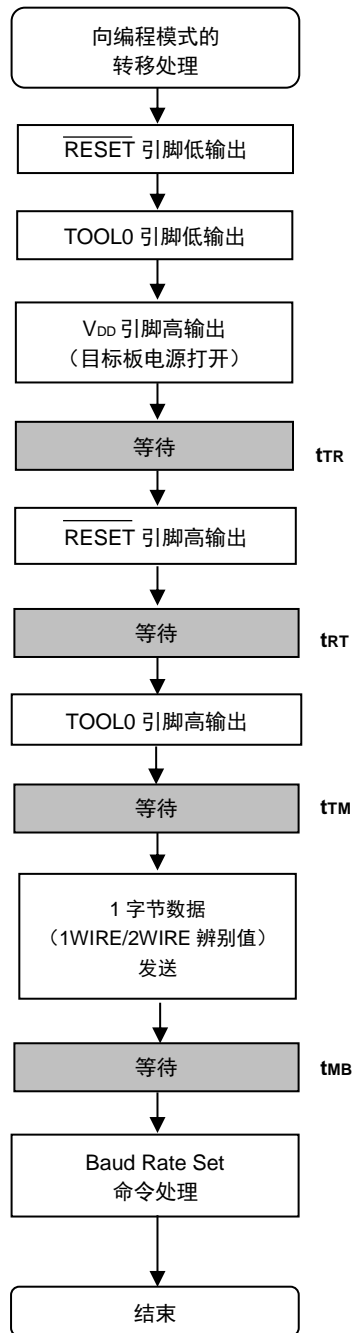 向编程模式的
转移处理
RESET 引脚低输出
TOOL0 引脚低输出
VDD 引脚高输出
（目标板电源打开）
等待
tTR
RESET 引脚高输出
等待
tRT
TOOL0 引脚高输出
等待
tTM
1 字节数据
（1WIRE/2WIRE 辨别值）
发送
等待
tMB
Baud Rate Set
命令处理
结束